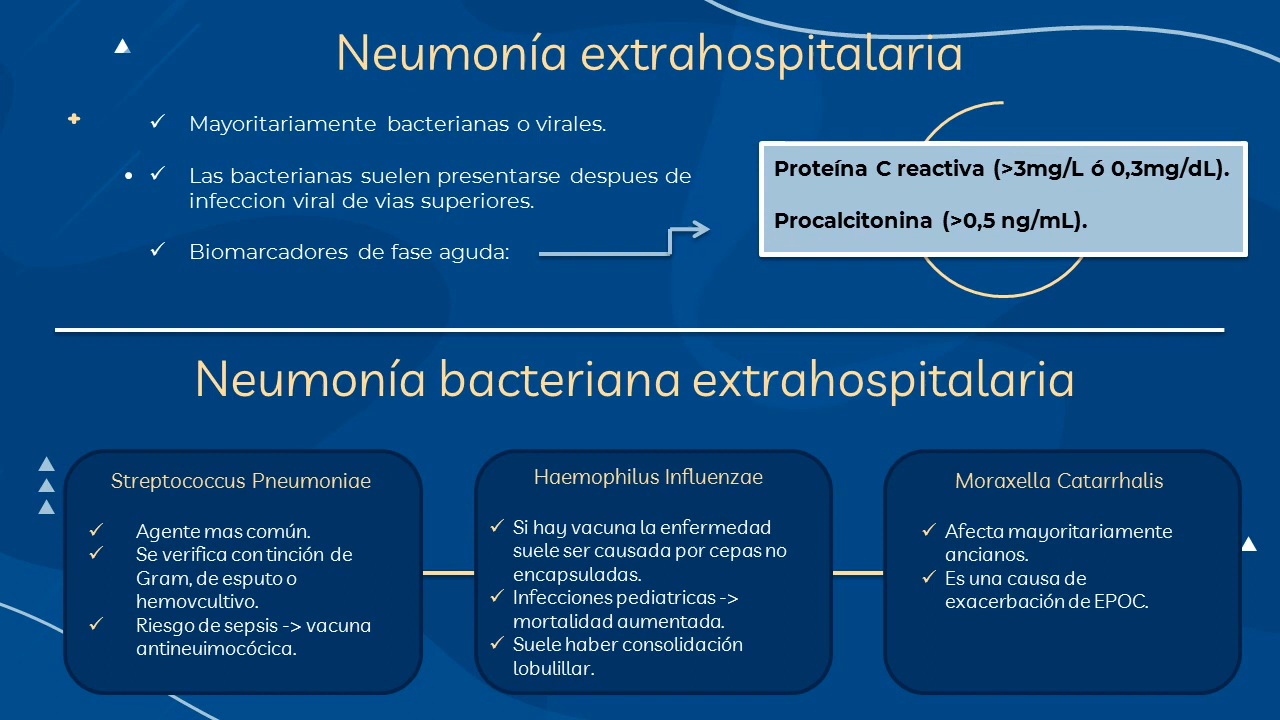 Neumonía extrahospitalaria
✓ Mayoritariamente bacterianas o virales.
• ✓ Las bacterianas suelen presentarse despues de
infeccion viral de vias superiores.
✓ Biomarcadores de fase aguda:
Proteína C reactiva (>3mg/L ó 0,3mg/dL).
Procalcitonina (>0,5 ng/mL).
Neumonía bacteriana extrahospitalaria
Streptococcus Pneumoniae
✓ Agente mas común.
✓ Se verifica con tinción de
Gram, de esputo o
hemovcultivo.
✓ Riesgo de sepsis -> vacuna
antineuimocócica.
Haemophilus Influenzae
✓ Si hay vacuna la enfermedad
suele ser causada por cepas no
encapsuladas.
✓ Infecciones pediatricas ->
mortalidad aumentada.
✓ Suele haber consolidación
lobulillar.
Moraxella Catarrhalis
✓ Afecta mayoritariamente
ancianos.
✓ Es una causa de
exacerbación de EPOC.